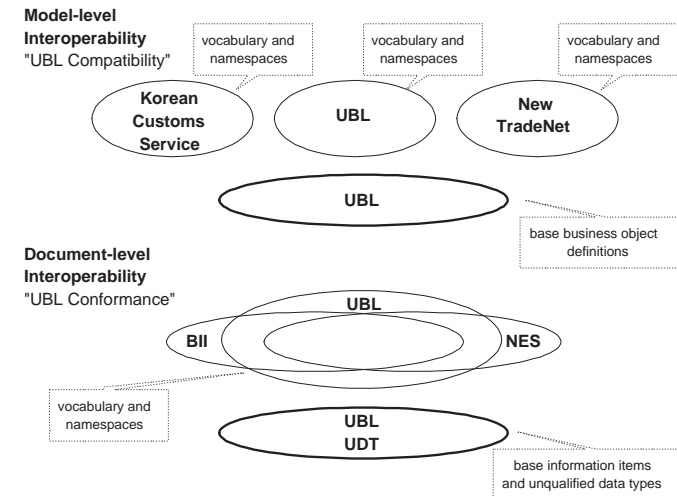 Model-level
Interoperability
"UBL Compatibility"
vocabulary and
namespaces
vocabulary and
namespaces
vocabulary and
namespaces
Korean
Customs
Service
UBL
New
TradeNet
UBL
base business object
definitions
Document-level
Interoperability
"UBL Conformance"
UBL
BII
NES
vocabulary and
namespaces
UBL
UDT
base information items
and unqualified data types